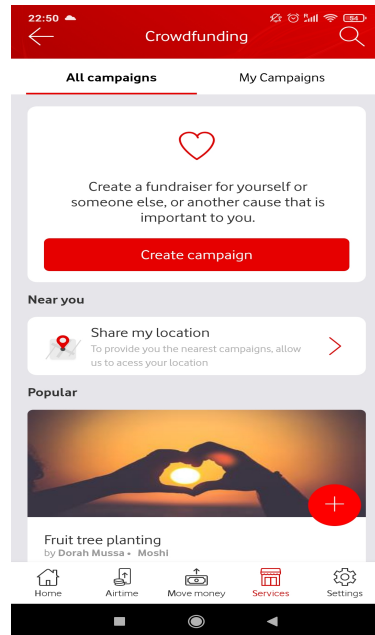 22:50 54
Crowdfunding
All campaigns My Campaigns
Create a fundraiser for yourself or
someone else, or another cause that is
important to you.
Create campaign
Near you
Share my location
To provide you the nearest campaigns, allow
us to acess your location
Popular
Fruit tree planting
by Dorah Mussa • Moshi
Home Airtime Move money Services Settings